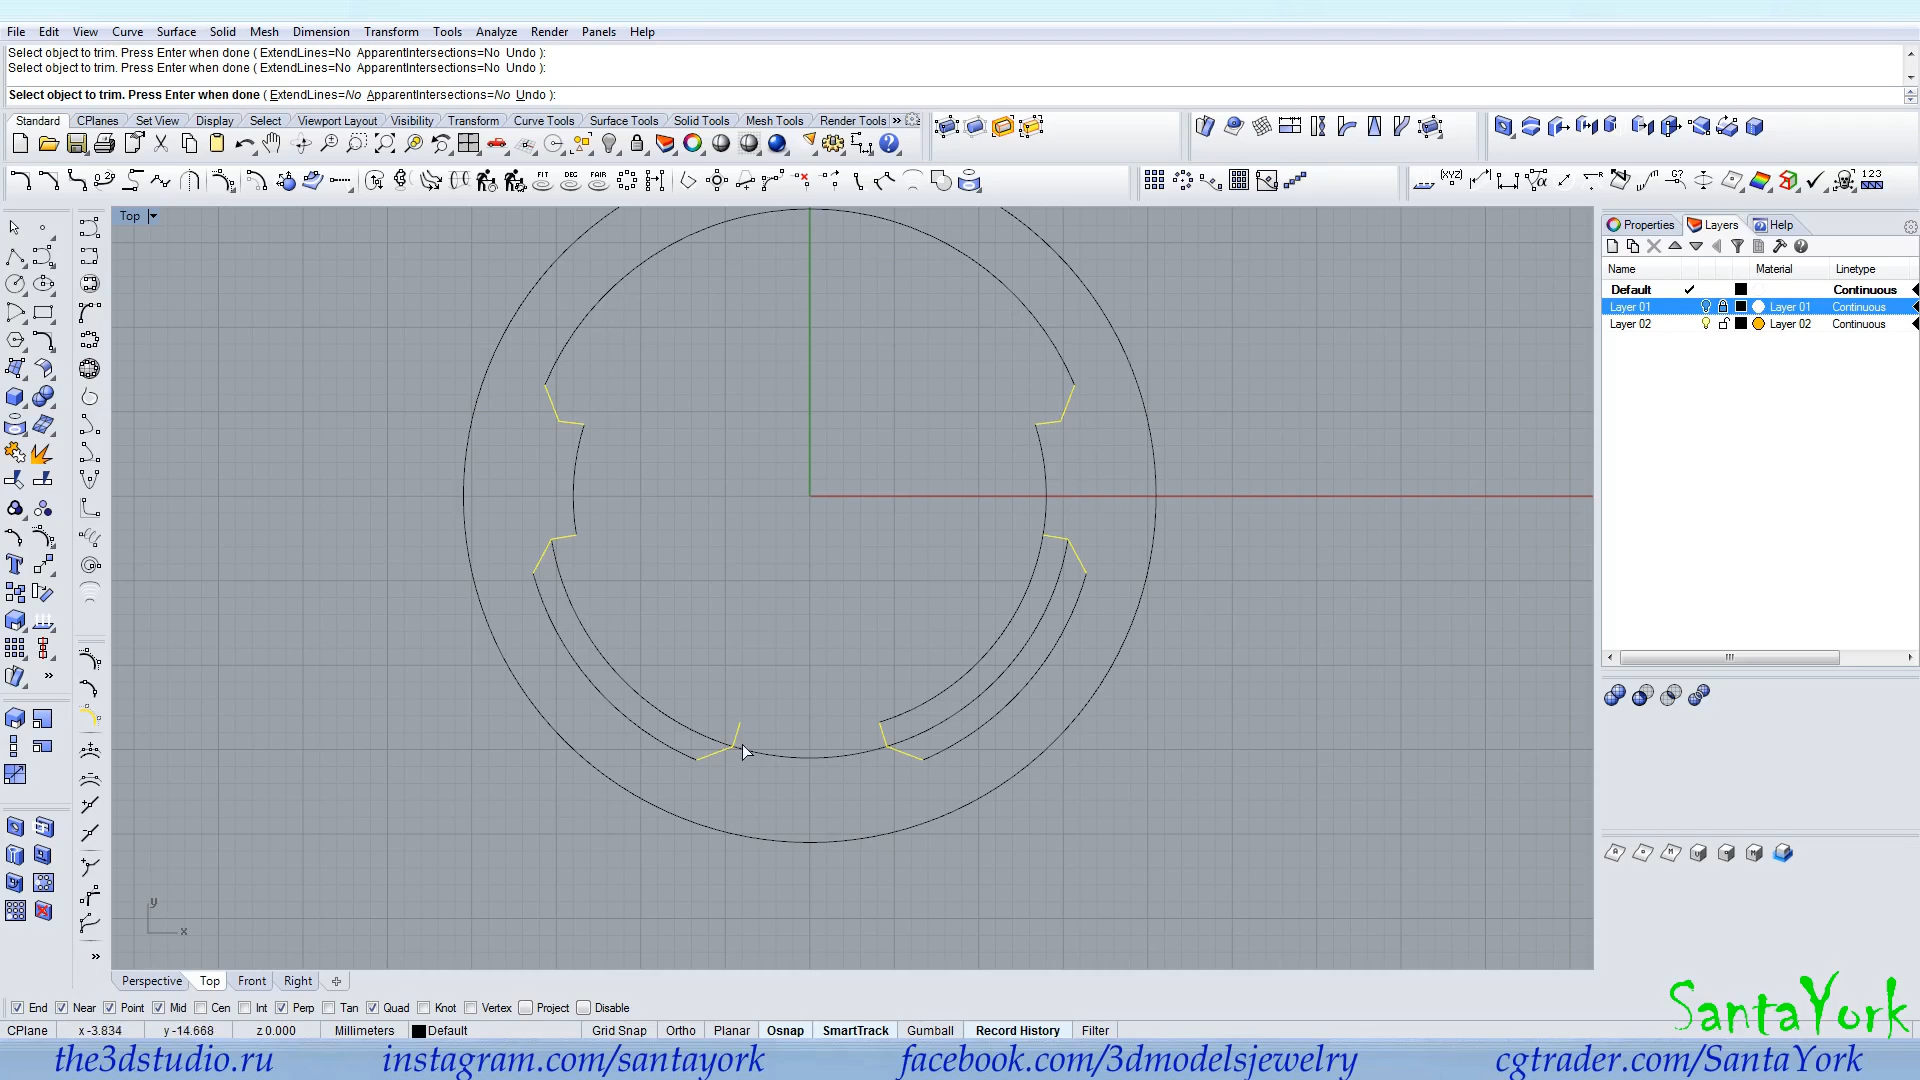 File Edit View Curve Surface Solid Mesh Dimension Transform Tools Analyze Render Panels Help
Select object to trim. Press Enter when done ( ExtendLines=No ApparentIntersections=No Undo ):
Select object to trim. Press Enter when done ( ExtendLines=No ApparentIntersections=No Undo ):
Select object to trim. Press Enter when done ( ExtendLines=No ApparentIntersections=No Undo ):
Standard CPlanes Set View Display Select Viewport Layout Visibility Transform Curve Tools Surface Tools Solid Tools Mesh Tools Render Tools »
FIT DEG FAIR XYZ G? 123
Top
Properties Layers Help
Name Material Linetype
Default Continuous
Layer 01 Layer 01 Continuous
Layer 02 Layer 02 Continuous
y
x
Perspective Top Front Right
End Near Point Mid Cen Int Perp Tan Quad Knot Vertex Project Disable
CPlane x -3.834 y -14.668 z 0.000 Millimeters Default Grid Snap Ortho Planar Osnap SmartTrack Gumball Record History Filter
SantaYork
the3dstudio.ru instagram.com/santayork facebook.com/3dmodelsjewelry cgtrader.com/SantaYork